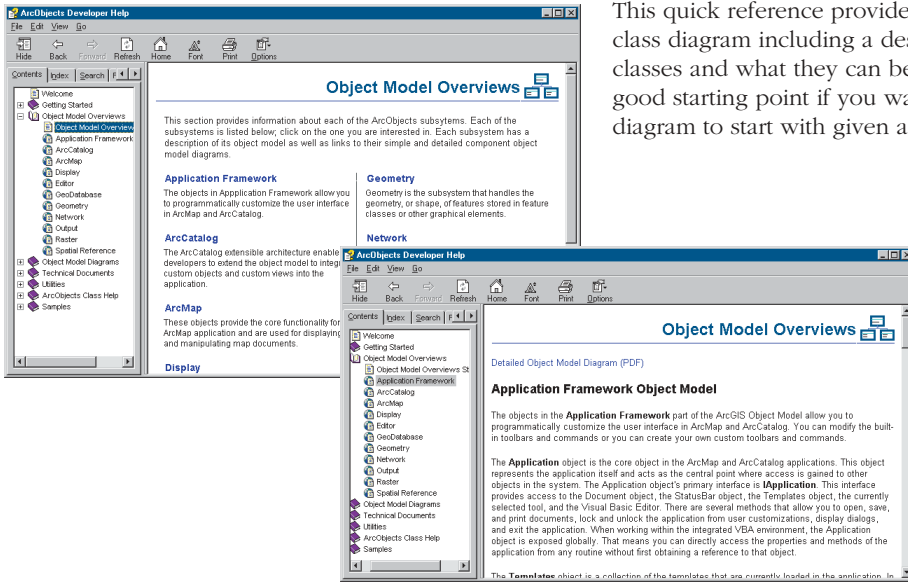 ArcObjects Developer Help
File Edit View Go
Hide Back Forward Refresh Home Font Print Options
Contents Index Search
Welcome
Getting Started
Object Model Overviews
Object Model Overview
Application Framework
ArcCatalog
ArcMap
Display
Editor
GeoDatabase
Geometry
Network
Output
Raster
Spatial Reference
Object Model Diagrams
Technical Documents
Utilities
ArcObjects Class Help
Samples
Object Model Overviews
This section provides information about each of the ArcObjects subsytems. Each of the
subsystems is listed below; click on the one you are interested in. Each subsystem has a
description of its object model as well as links to their simple and detailed component object
model diagrams.
Application Framework
The objects in Appplication Framework allow you
to programmatically customize the user interface
in ArcMap and ArcCatalog.
ArcCatalog
The ArcCatalog extensible architecture enable
developers to extend the object model to integ
custom objects and custom views into the
application.
ArcMap
These objects provide the core functionality for
ArcMap application and are used for displaying
and manipulating map documents.
Display
Geometry
Geometry is the subsystem that handles the
geometry, or shape, of features stored in feature
classes or other graphical elements.
Network
This quick reference provide
class diagram including a de
classes and what they can be
good starting point if you wa
diagram to start with given a
ArcObjects Developer Help
File Edit View Go
Hide Back Forward Refresh Home Font Print Options
Contents Index Search
Welcome
Getting Started
Object Model Overviews
Object Model Overviews St
Application Framework
ArcCatalog
ArcMap
Display
Editor
GeoDatabase
Geometry
Network
Output
Raster
Spatial Reference
Object Model Diagrams
Technical Documents
Utilities
ArcObjects Class Help
Samples
Object Model Overviews
Detailed Object Model Diagram (PDF)
Application Framework Object Model
The objects in the Application Framework part of the ArcGIS Object Model allow you to
programmatically customize the user interface in ArcMap and ArcCatalog. You can modify the built-
in toolbars and commands or you can create your own custom toolbars and commands.
The Application object is the core object in the ArcMap and ArcCatalog applications. This object
represents the application itself and acts as the central point where access is gained to other
objects in the system. The Application object's primary interface is IApplication. This interface
provides access to the Document object, the StatusBar object, the Templates object, the currently
selected tool, and the Visual Basic Editor. There are several methods that allow you to open, save,
and print documents, lock and unlock the application from user customizations, display dialogs,
and exit the application. When working within the integrated VBA environment, the Application
object is exposed globally. That means you can directly access the properties and methods of the
application from any routine without first obtaining a reference to that object.
The Templates object is a collection of the templates that are currently loaded in the application. In